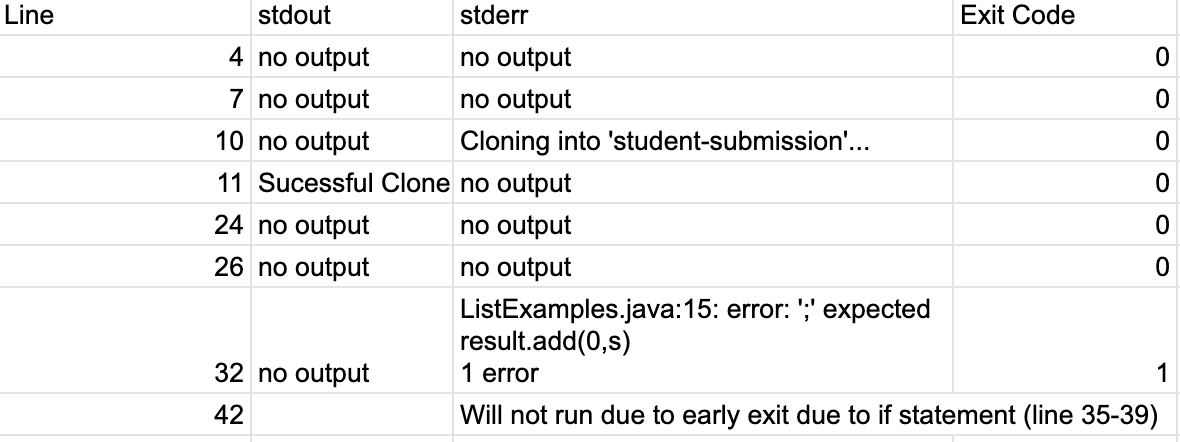 Line stdout stderr Exit Code
4 no output no output 0
7 no output no output 0
10 no output Cloning into 'student-submission'... 0
11 Sucessful Clone no output 0
24 no output no output 0
26 no output no output 0
ListExamples.java:15: error: ';' expected
result.add(0,s)
32 no output 1 error 1
42 Will not run due to early exit due to if statement (line 35-39)